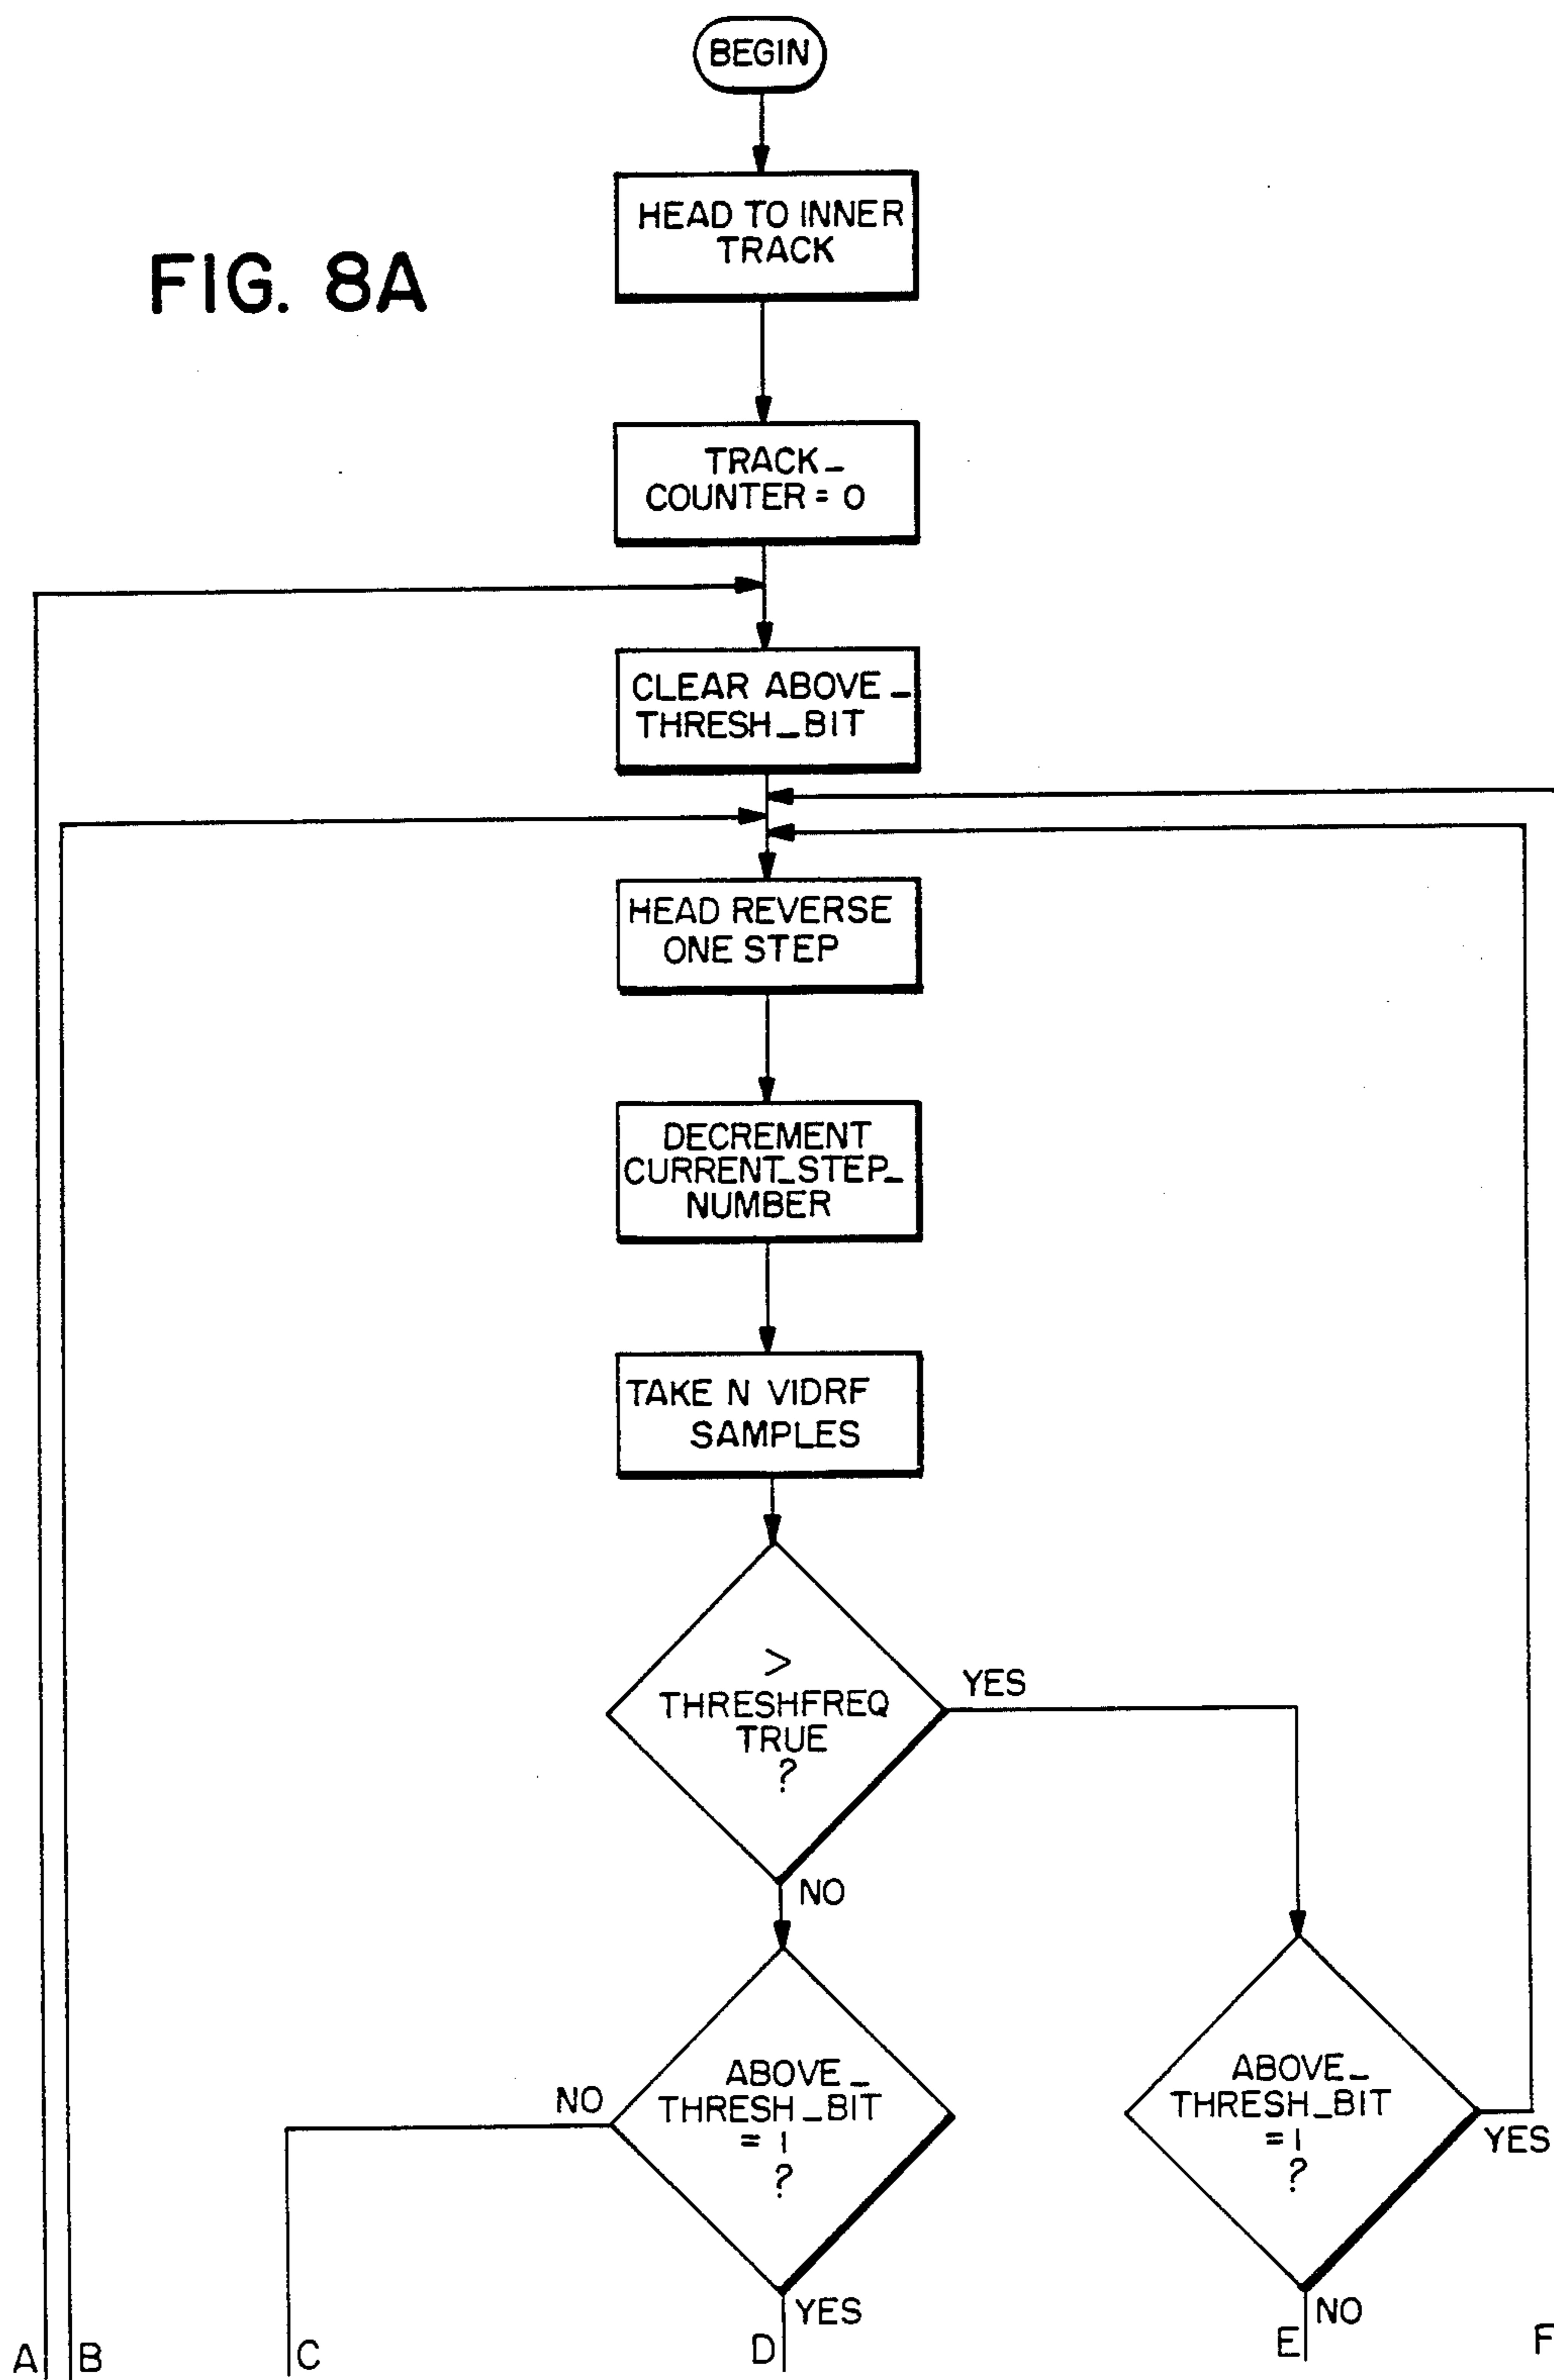 BEGIN
HEAD TO INNER
TRACK
FIG. 8A
TRACK_
COUNTER = 0
CLEAR ABOVE_
THRESH_BIT
HEAD REVERSE
ONE STEP
DECREMENT
CURRENT_STEP_
NUMBER
TAKE N VIDRF
SAMPLES
>
THRESHFREQ
TRUE
?
YES
NO
ABOVE_
THRESH_BIT
= 1
?
NO
YES
ABOVE_
THRESH_BIT
= 1
?
YES
NO
A
B
C
D
E
F